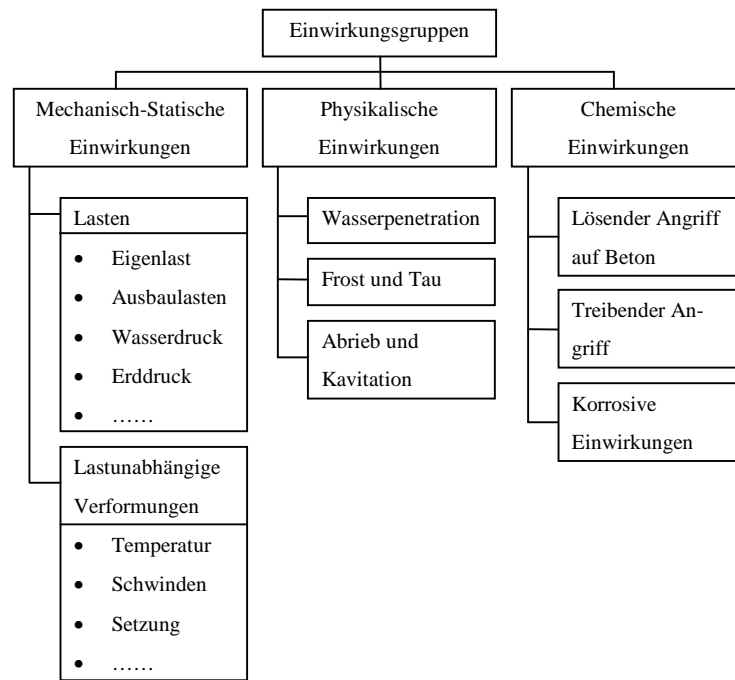 Einwirkungsgruppen
Mechanisch-Statische
Einwirkungen
Lasten
• Eigenlast
• Ausbaulasten
• Wasserdruck
• Erddruck
• ……
Lastunabhängige
Verformungen
• Temperatur
• Schwinden
• Setzung
• ……
Physikalische
Einwirkungen
Wasserpenetration
Frost und Tau
Abrieb und
Kavitation
Chemische
Einwirkungen
Lösender Angriff
auf Beton
Treibender An-
griff
Korrosive
Einwirkungen